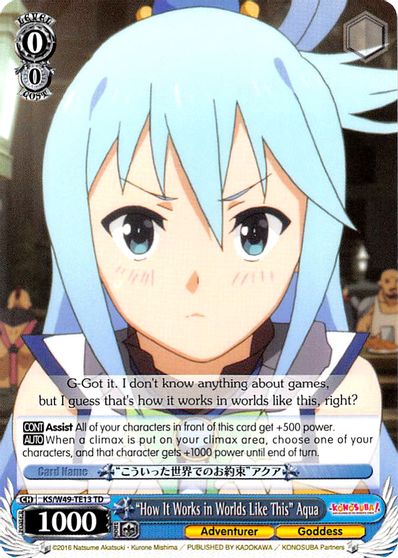 LEVEL
0
0
COST
G-Got it. I don't know anything about games,
but I guess that's how it works in worlds like this, right?
CONT Assist All of your characters in front of this card get +500 power.
AUTO When a climax is put on your climax area, choose one of your
characters, and that character gets +1000 power until end of turn.
Card Name
“こういった世界でのお約束”アクア
CH KS/W49-TE13 TD
POWER
1000
"How It Works in Worlds Like This" Aqua
KONOSUBA!
Adventurer
Goddess
©2016 Natsume Akatsuki・Kurone Mishima / PUBLISHED BY KADOKAWA / KONOSUBA Partners